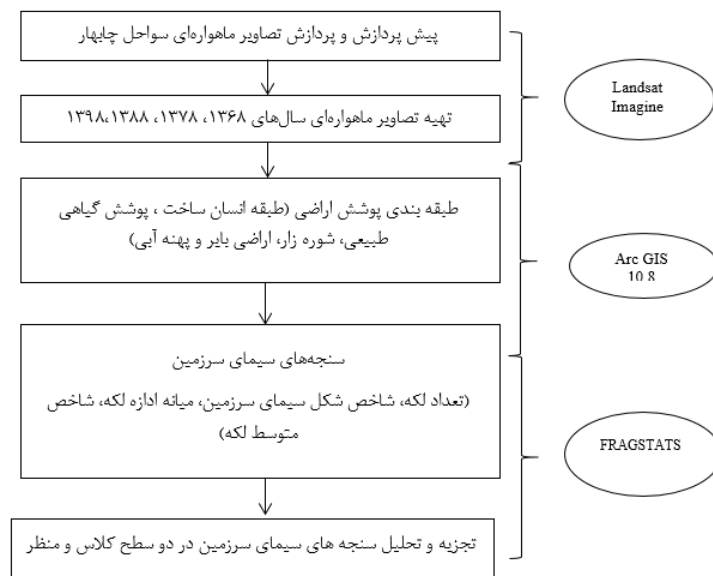 پیش پردازش و پردازش تصاویر ماهواره‌ای سواحل چابهار
Landsat
Imagine
تهیه تصاویر ماهواره‌ای سال‌های ۱۳۶۸، ۱۳۷۸، ۱۳۸۸،۱۳۹۸
طبقه بندی پوشش اراضی (طبقه انسان ساخت ، پوشش گیاهی
طبیعی، شوره زار، اراضی بایر و پهنه آبی)
Arc GIS
10.8
سنجه‌های سیمای سرزمین
(تعداد لکه، شاخص شکل سیمای سرزمین، میانه ادازه لکه، شاخص
متوسط لکه)
FRAGSTATS
تجزیه و تحلیل سنجه های سیمای سرزمین در دو سطح کلاس و منظر